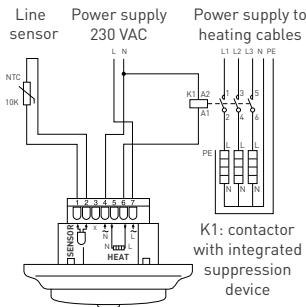 Line
sensor
Power supply
230 VAC
Power supply to
heating cables
L N
L1 L2 L3 N PE
NTC
10K
K1 A2
A1
1 3 5
2 4 6
PE
L L L
N N N
1 2 3 4 5 6 7
SENSOR
x
N N L L
HEAT
K1: contactor
with integrated
suppression
device